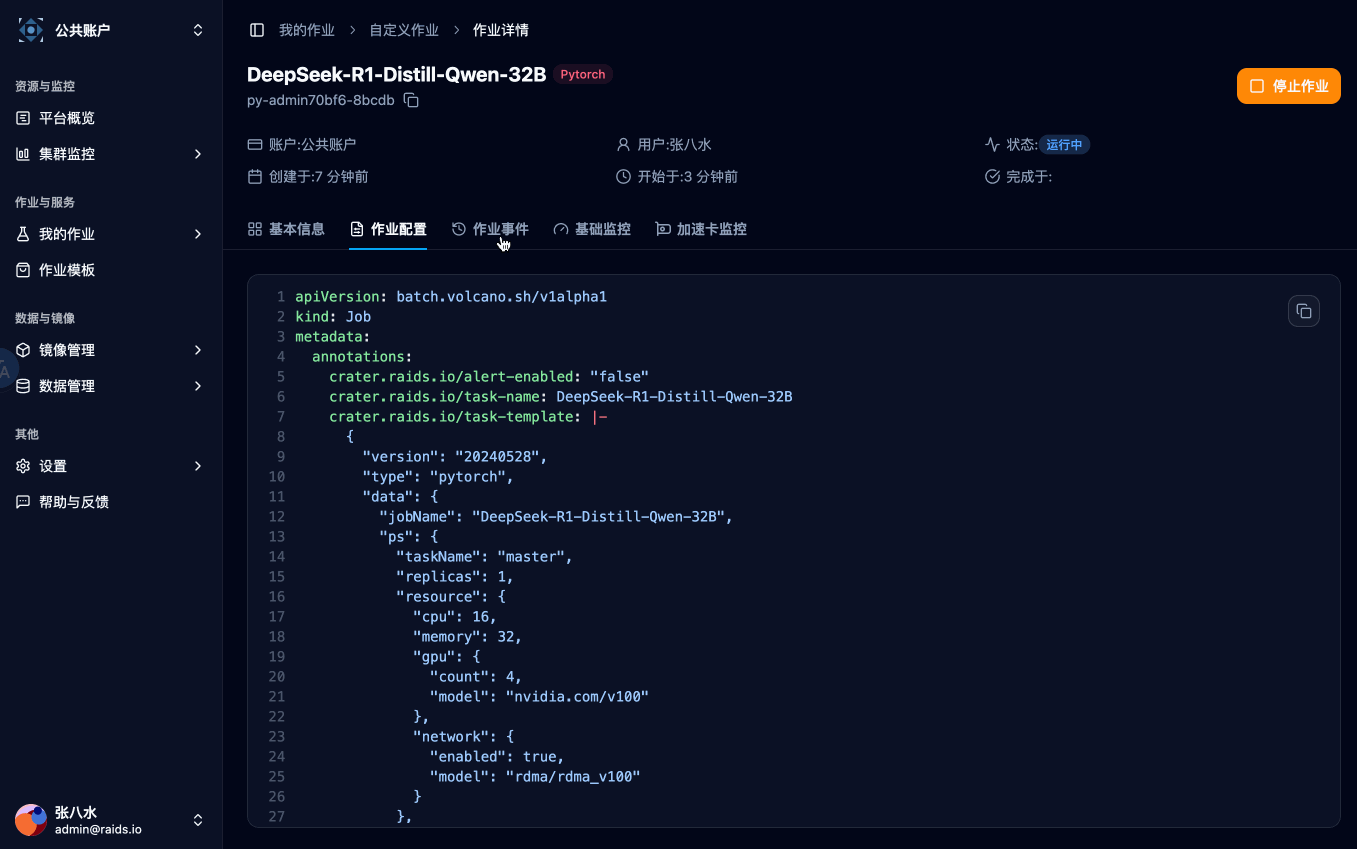 公共账户
资源与监控
平台概览
集群监控
作业与服务
我的作业
作业模板
数据与镜像
镜像管理
数据管理
其他
设置
帮助与反馈
张八水
admin@raids.io
我的作业 > 自定义作业 > 作业详情
DeepSeek-R1-Distill-Qwen-32B Pytorch
py-admin70bf6-8bcdb
停止作业
账户:公共账户 用户:张八水 状态:运行中
创建于:7 分钟前 开始于:3 分钟前 完成于:
基本信息 作业配置 作业事件 基础监控 加速卡监控
1 apiVersion: batch.volcano.sh/v1alpha1
2 kind: Job
3 metadata:
4 annotations:
5 crater.raids.io/alert-enabled: "false"
6 crater.raids.io/task-name: DeepSeek-R1-Distill-Qwen-32B
7 crater.raids.io/task-template: |-
8 {
9 "version": "20240528",
10 "type": "pytorch",
11 "data": {
12 "jobName": "DeepSeek-R1-Distill-Qwen-32B",
13 "ps": {
14 "taskName": "master",
15 "replicas": 1,
16 "resource": {
17 "cpu": 16,
18 "memory": 32,
19 "gpu": {
20 "count": 4,
21 "model": "nvidia.com/v100"
22 },
23 "network": {
24 "enabled": true,
25 "model": "rdma/rdma_v100"
26 }
27 },